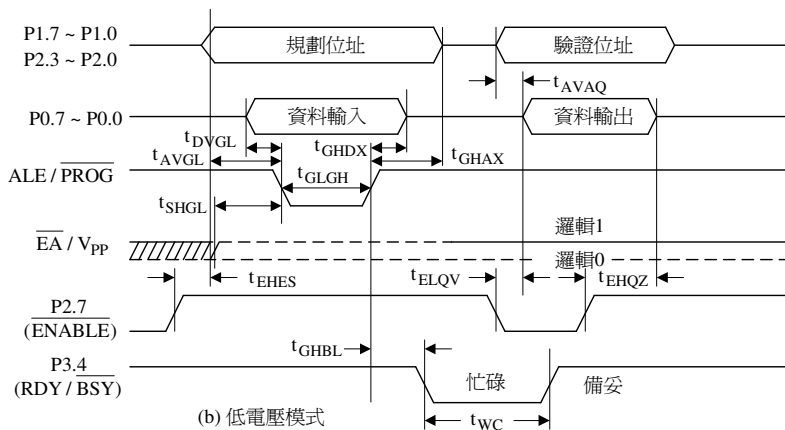 P1.7 ~ P1.0
P2.3 ~ P2.0
規劃位址
驗證位址
tAVAQ
P0.7 ~ P0.0
資料輸入
資料輸出
tDVGL
tGHDX
tAVGL
tGHAX
ALE / PROG
tGLGH
tSHGL
EA / VPP
邏輯1
邏輯0
tEHES
tELQV
tEHQZ
P2.7
(ENABLE)
tGHBL
P3.4
(RDY / BSY)
忙碌
備妥
tWC
(b) 低電壓模式